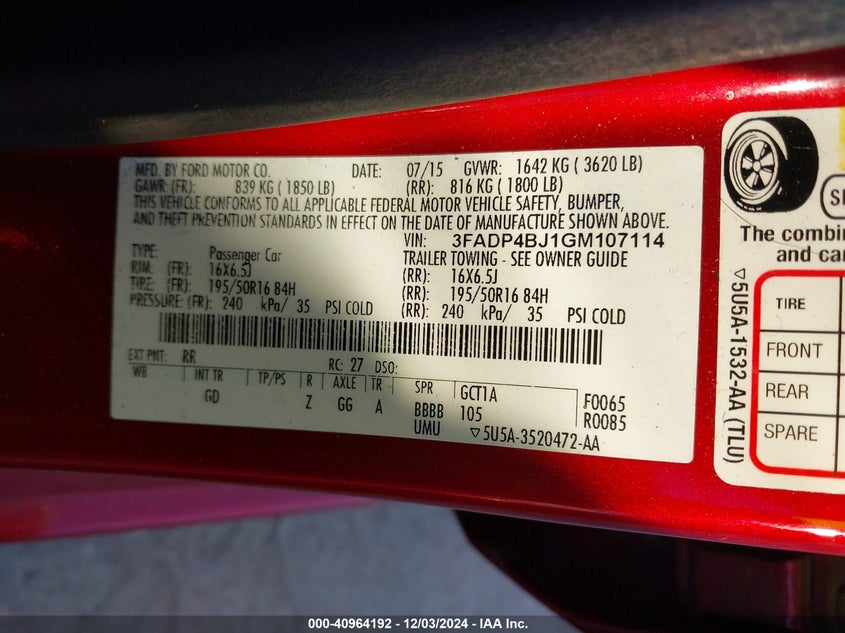 MFD. BY FORD MOTOR CO. DATE: 07/15 GVWR: 1642 KG ( 3620 LB)
GAWR: (FR): 839 KG ( 1850 LB) (RR): 816 KG ( 1800 LB)
THIS VEHICLE CONFORMS TO ALL APPLICABLE FEDERAL MOTOR VEHICLE SAFETY, BUMPER,
AND THEFT PREVENTION STANDARDS IN EFFECT ON THE DATE OF MANUFACTURE SHOWN ABOVE.
VIN: 3FADP4BJ1GM107114
TYPE: Passenger Car TRAILER TOWING - SEE OWNER GUIDE
RIM: (FR): 16X6.5J (RR): 16X6.5J
TIRE: (FR): 195/50R16 84H (RR): 195/50R16 84H
PRESSURE: (FR): 240 kPa/ 35 PSI COLD (RR): 240 kPa/ 35 PSI COLD
EXT PNT: RR RC: 27 DSO:
WB INT TR TP/PS R AXLE TR SPR GCT1A
GD Z GG A BBBB 105 F0065
UMU ▽5U5A-3520472-AA R0085
▽5U5A-1532-AA (TLU)
The combin
and car
TIRE
FRONT
REAR
SPARE
000-40964192 - 12/03/2024 - IAA Inc.